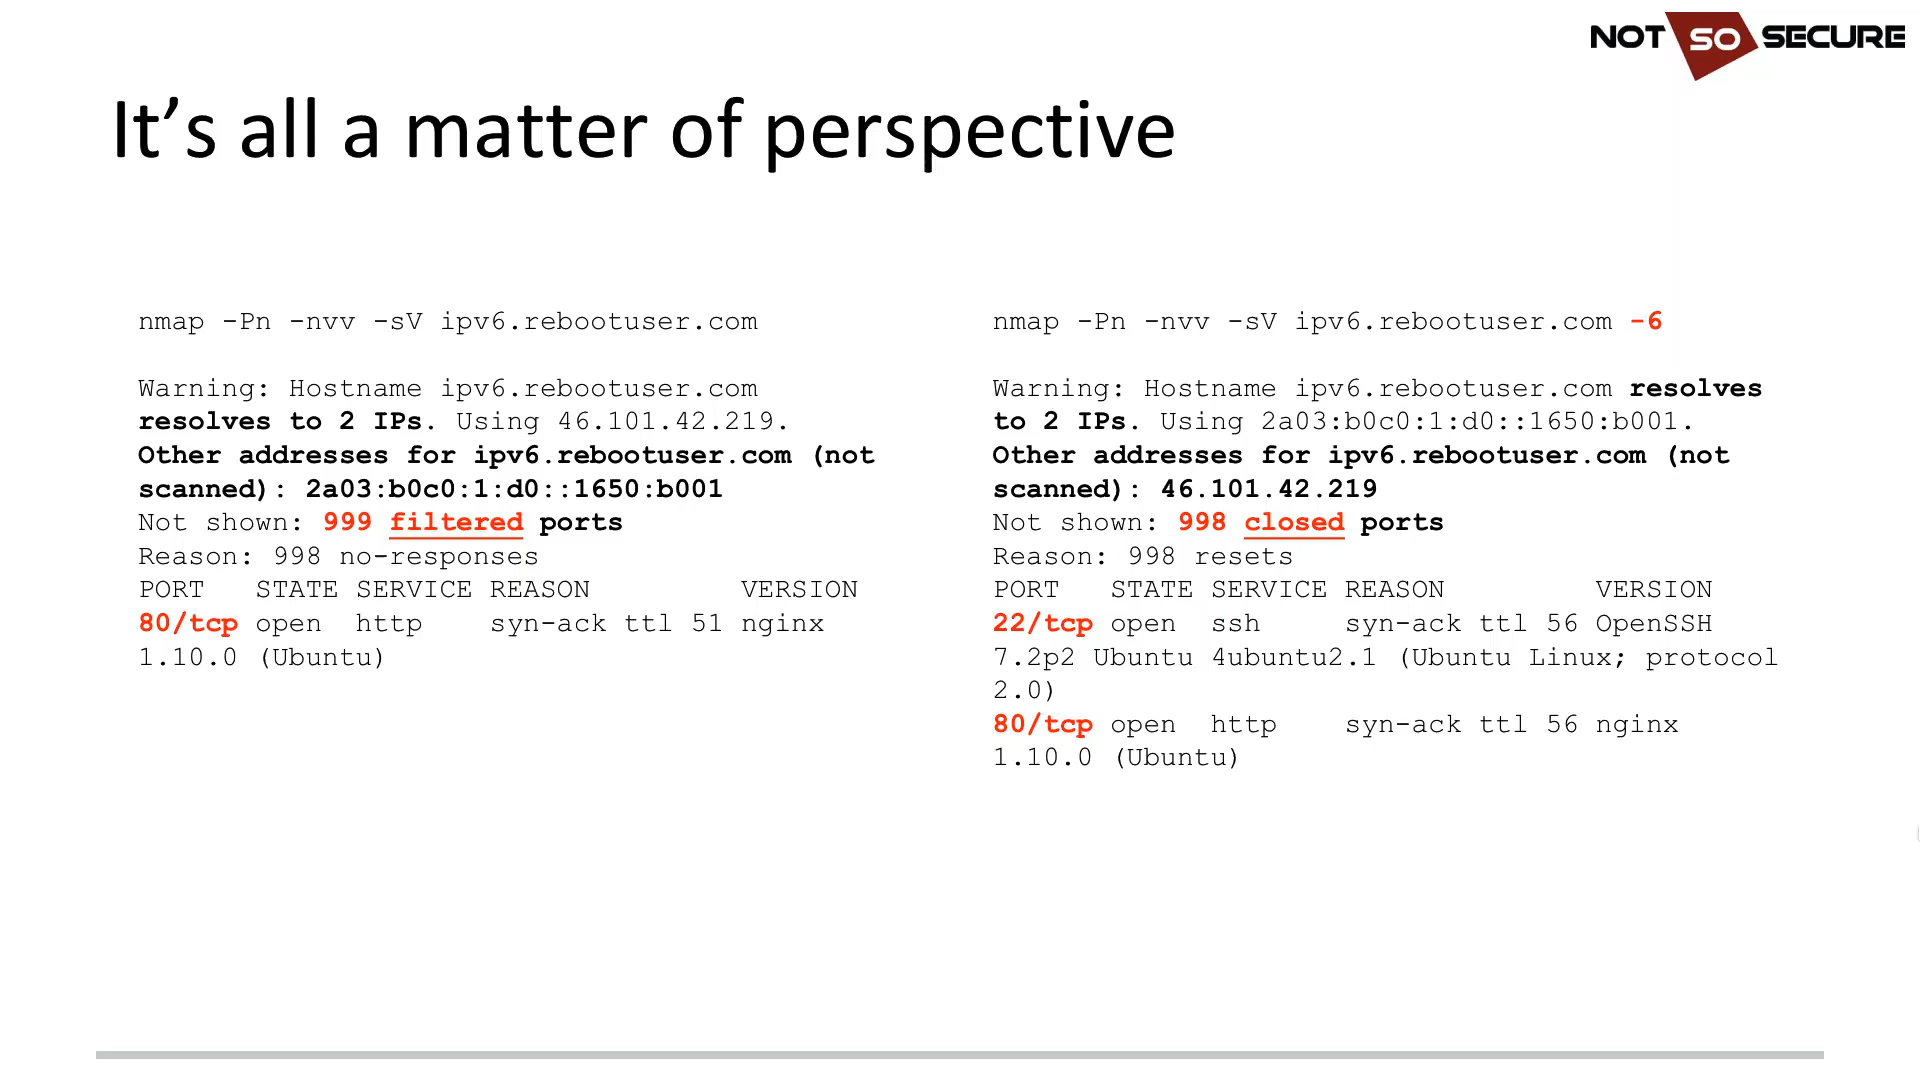 NOT SO SECURE
It’s all a matter of perspective
nmap -Pn -nvv -sV ipv6.rebootuser.com
Warning: Hostname ipv6.rebootuser.com
resolves to 2 IPs. Using 46.101.42.219.
Other addresses for ipv6.rebootuser.com (not
scanned): 2a03:b0c0:1:d0::1650:b001
Not shown: 999 filtered ports
Reason: 998 no-responses
PORT   STATE SERVICE REASON         VERSION
80/tcp open  http    syn-ack ttl 51 nginx
1.10.0 (Ubuntu)
nmap -Pn -nvv -sV ipv6.rebootuser.com -6
Warning: Hostname ipv6.rebootuser.com resolves
to 2 IPs. Using 2a03:b0c0:1:d0::1650:b001.
Other addresses for ipv6.rebootuser.com (not
scanned): 46.101.42.219
Not shown: 998 closed ports
Reason: 998 resets
PORT   STATE SERVICE REASON         VERSION
22/tcp open  ssh     syn-ack ttl 56 OpenSSH
7.2p2 Ubuntu 4ubuntu2.1 (Ubuntu Linux; protocol
2.0)
80/tcp open  http    syn-ack ttl 56 nginx
1.10.0 (Ubuntu)